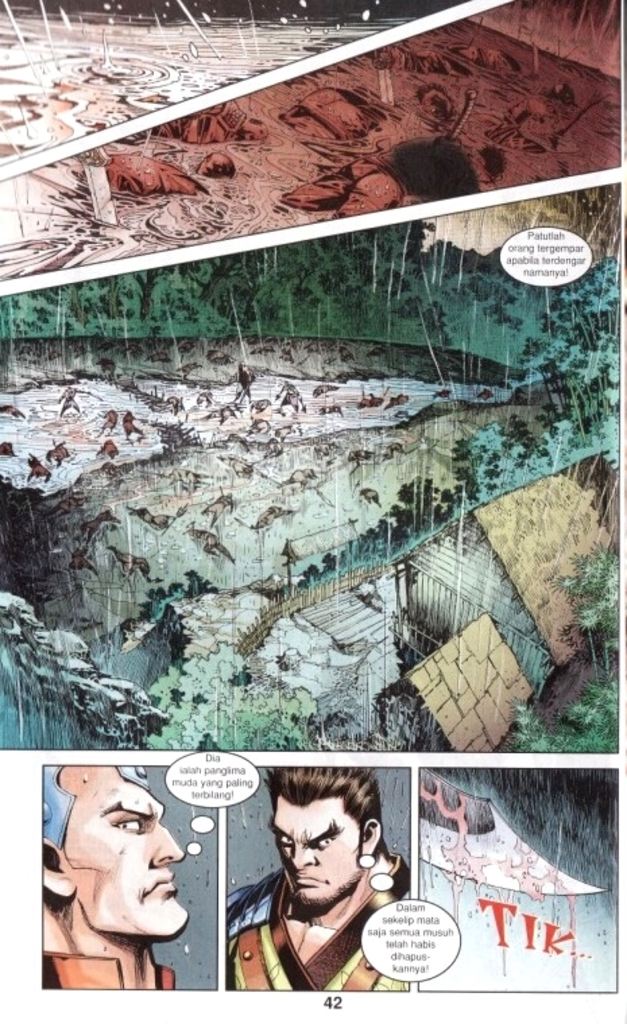 Patutlah
orang tergempar
apabila terdengar
namanya!
Dia
ialah panglima
muda yang paling
terbilang!
Dalam
sekelip mata
saja semua musuh
telah habis
dihapus-
kannya!
TIK...
42